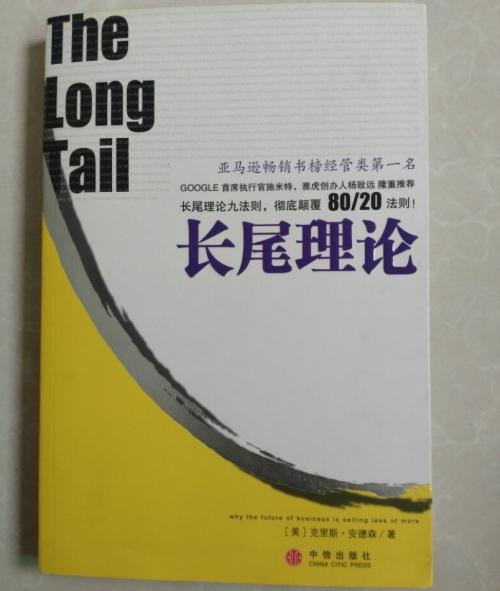 The
Long
Tail
亚马逊畅销书榜经管类第一名
GOOGLE 首席执行官施米特、雅虎创办人杨致远 隆重推荐
长尾理论九法则，彻底颠覆 80/20 法则！
长尾理论
why the future of business is selling less of more
[美] 克里斯·安德森／著
中信出版社
CHINA CITIC PRESS